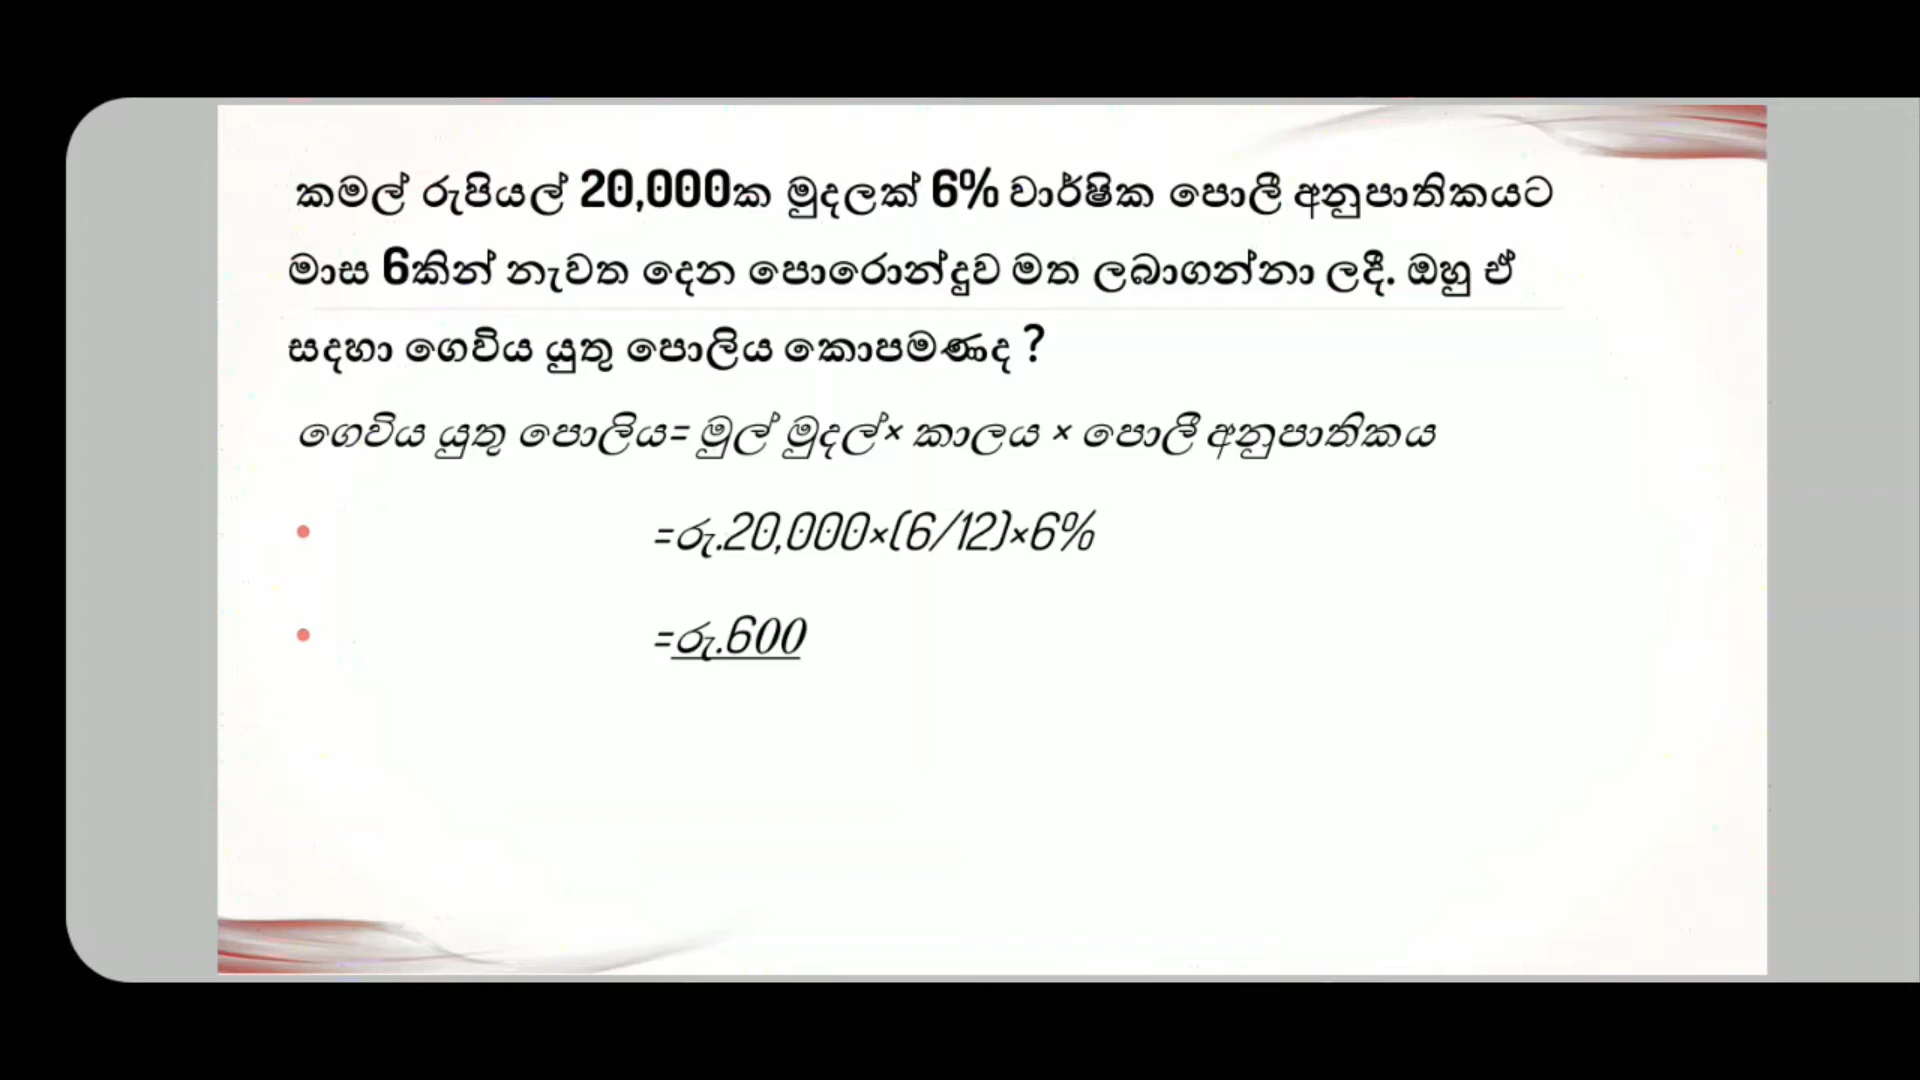 කමල් රුපියල් 20,000ක මුදලක් 6% වාර්ෂික පොලී අනුපාතිකයට
මාස 6කින් නැවත දෙන පොරොන්දුව මත ලබාගන්නා ලදී. ඔහු ඒ
සදහා ගෙවිය යුතු පොලිය කොපමණද ?
ගෙවිය යුතු පොලිය= මුල් මුදල්× කාලය × පොලී අනුපාතිකය
=රු.20,000×(6/12)×6%
=රු.600